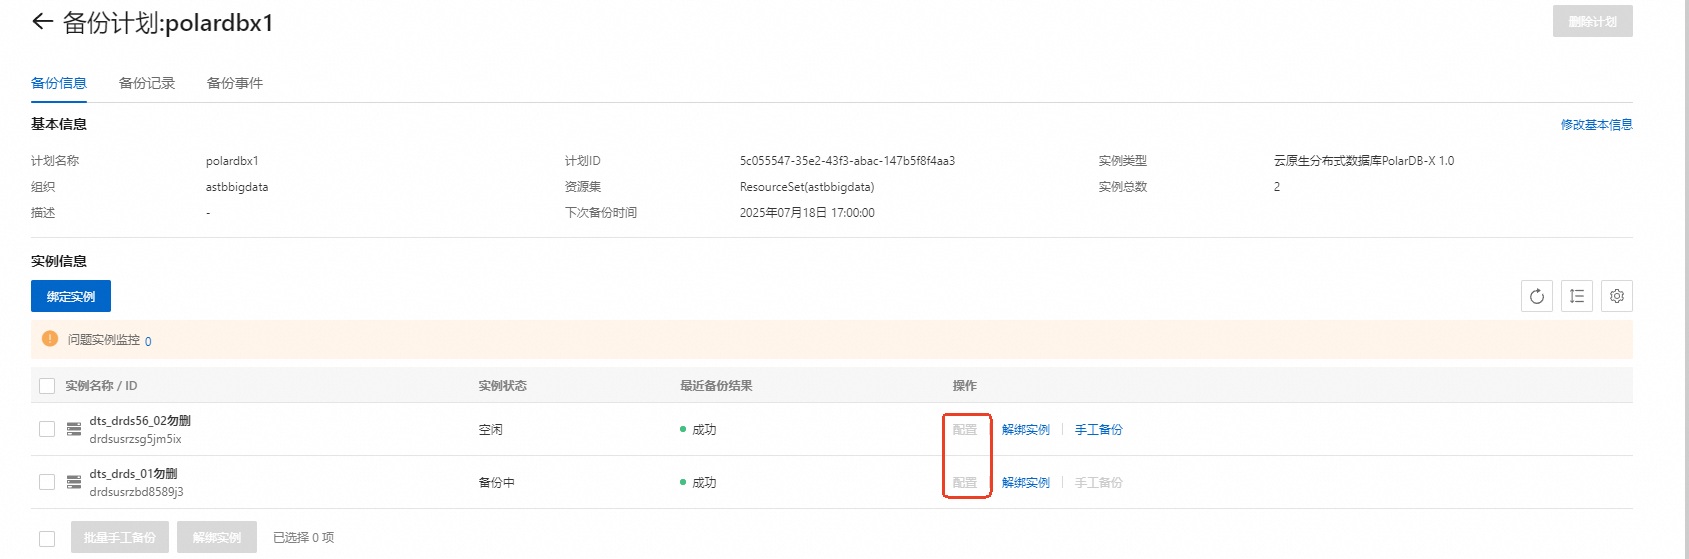 备份计划:polardbx1
删除计划
备份信息 备份记录 备份事件
基本信息
修改基本信息
计划名称 polardbx1 计划ID 5c055547-35e2-43f3-abac-147b5f8f4aa3 实例类型 云原生分布式数据库PolarDB-X 1.0
组织 astbbigdata 资源集 ResourceSet(astbbigdata) 实例总数 2
描述 - 下次备份时间 2025年07月18日 17:00:00
实例信息
绑定实例
问题实例监控 0
实例名称 / ID 实例状态 最近备份结果 操作
dts_drds56_02勿删
drdsusrzsg5jm5ix
空闲 成功 配置 解绑实例 手工备份
dts_drds_01勿删
drdsusrzbd8589j3
备份中 成功 配置 解绑实例 手工备份
批量手工备份 解绑实例 已选择 0 项